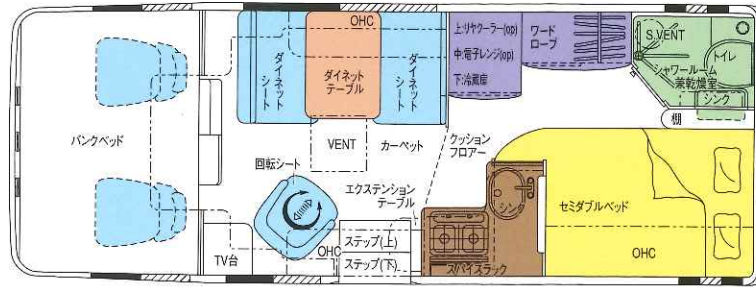 バンクベッド
OHC
ダイネット
シート
ダイネット
テーブル
ダイネット
シート
上:リヤクーラー(op)
中:電子レンジ(op)
下:冷蔵庫
ワード
ロープ
S.VENT
トイレ
シャワールーム
兼乾燥室
シンク
棚
VENT
カーペット
クッション
フロアー
回転シート
エクステンション
テーブル
シンク
セミダブルベッド
ステップ(上)
ステップ(下)
OHC
TV台
スパイスラック
OHC